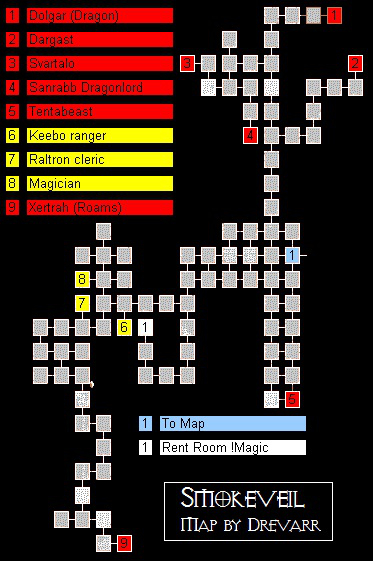 1 Dolgar (Dragon)
2 Dargast
3 Svartalo
4 Sanrabb Dragonlord
5 Tentabeast
6 Keebo ranger
7 Raltron cleric
8 Magician
9 Xertrah (Roams)
1
3
2
4
1
8
7
6 1
5
1 To Map
1 Rent Room !Magic
9
Smokeveil
Map by Drevarr